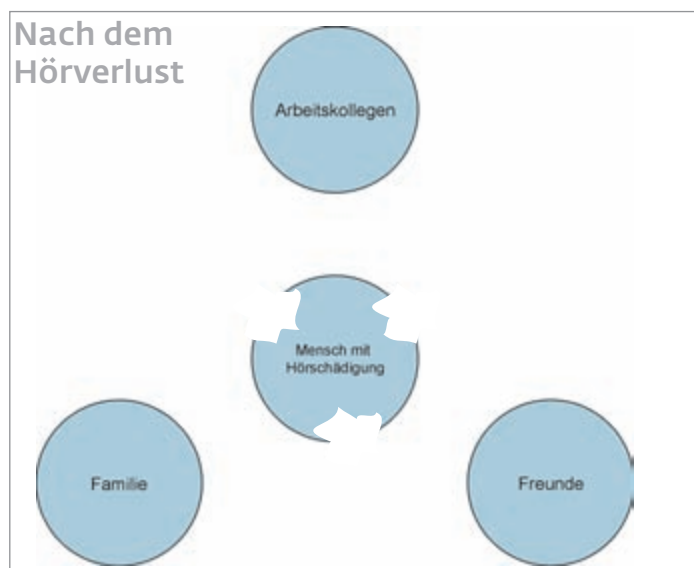 Nach dem
Hörverlust
Arbeitskollegen
Mensch mit
Hörschädigung
Familie
Freunde